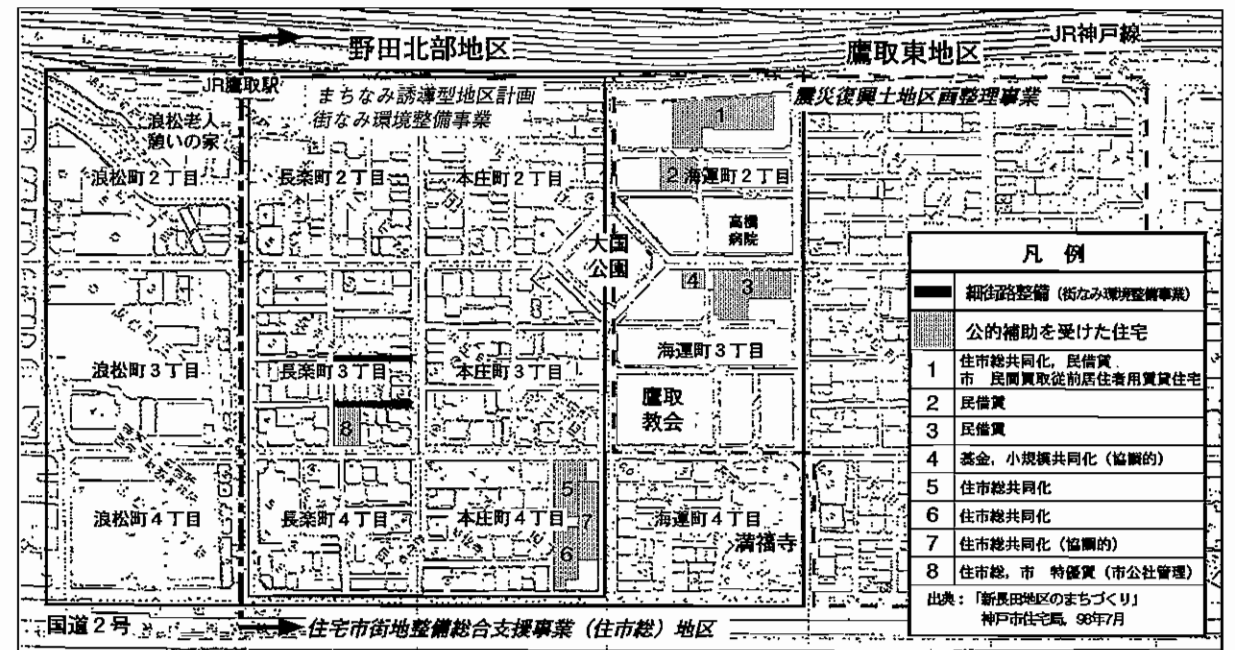 野田北部地区
鷹取東地区
JR神戸線
JR鷹取駅
まちなみ誘導型地区計画
街なみ環境整備事業
震災復興土地区画整理事業
浪松老人
憩いの家
1
浪松町2丁目
長楽町2丁目
本庄町2丁目
2
海運町2丁目
高橋
病院
大国
公園
4
3
浪松町3丁目
長楽町3丁目
本庄町3丁目
海運町3丁目
鷹取
教会
8
浪松町4丁目
長楽町4丁目
本庄町4丁目
5
7
6
海運町4丁目
満福寺
国道2号
住宅市街地整備総合支援事業（住市総）地区
凡 例
細街路整備（街なみ環境整備事業）
公的補助を受けた住宅
1 住市総共同化，民借賃
市 民間買取従前居住者用賃貸住宅
2 民借賃
3 民借賃
4 基金，小規模共同化（協調的）
5 住市総共同化
6 住市総共同化
7 住市総共同化（協調的）
8 住市総，市 特優賃（市公社管理）
出典：「新長田地区のまちづくり」
神戸市住宅局，98年7月